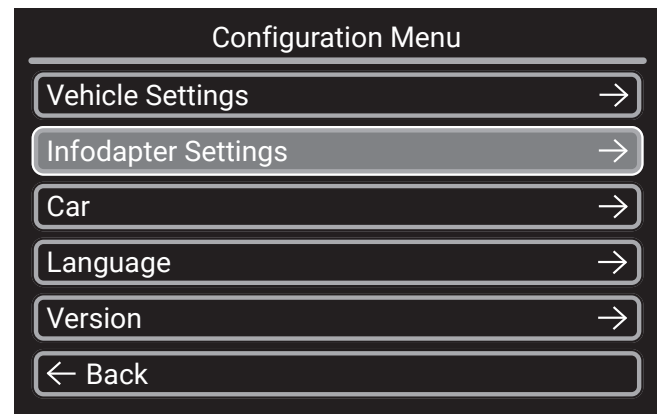 Configuration Menu
Vehicle Settings →
Infodapter Settings →
Car →
Language →
Version →
← Back